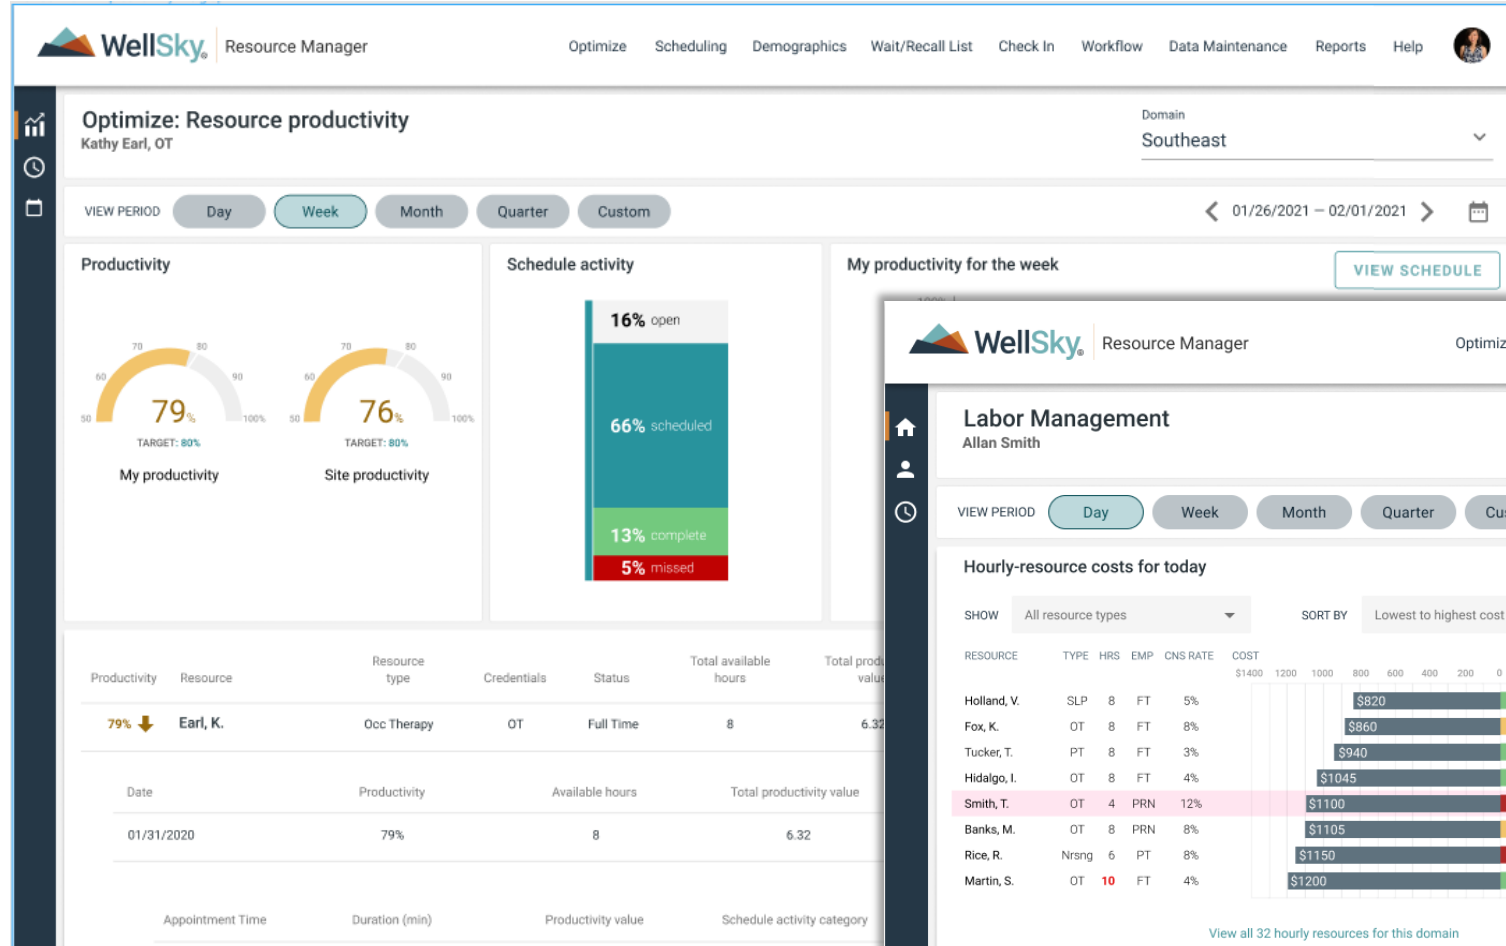 WellSky® Resource Manager Optimize Scheduling Demographics Wait/Recall List Check In Workflow Data Maintenance Reports Help
Optimize: Resource productivity
Kathy Earl, OT
Domain
Southeast
VIEW PERIOD Day Week Month Quarter Custom
01/26/2021 – 02/01/2021
Productivity
70 80
60 90
50 100%
79%
TARGET: 80%
My productivity
70 80
60 90
50 100%
76%
TARGET: 80%
Site productivity
Schedule activity
16% open
66% scheduled
13% complete
5% missed
My productivity for the week
VIEW SCHEDULE
Productivity Resource Resource type Credentials Status Total available hours Total produ value
79% Earl, K. Occ Therapy OT Full Time 8 6.32
Date Productivity Available hours Total productivity value
01/31/2020 79% 8 6.32
Appointment Time Duration (min) Productivity value Schedule activity category
WellSky® Resource Manager Optimiz
Labor Management
Allan Smith
VIEW PERIOD Day Week Month Quarter Cus
Hourly-resource costs for today
SHOW All resource types SORT BY Lowest to highest cost
RESOURCE TYPE HRS EMP CNS RATE COST
$1400 1200 1000 800 600 400 200 0
Holland, V. SLP 8 FT 5% $820
Fox, K. OT 8 FT 8% $860
Tucker, T. PT 8 FT 3% $940
Hidalgo, I. OT 8 FT 4% $1045
Smith, T. OT 4 PRN 12% $1100
Banks, M. OT 8 PRN 8% $1105
Rice, R. Nrsng 6 PT 8% $1150
Martin, S. OT 10 FT 4% $1200
View all 32 hourly resources for this domain